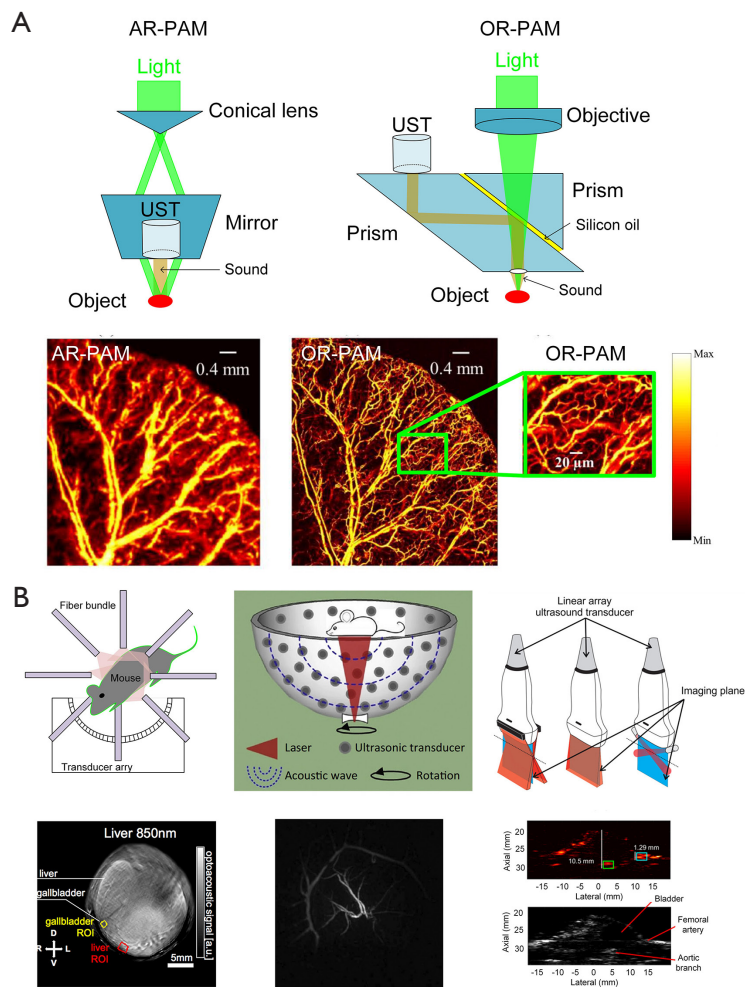 A
AR-PAM
Light
Conical lens
UST
Mirror
Sound
Object
OR-PAM
Light
Objective
UST
Prism
Silicon oil
Prism
Sound
Object
AR-PAM
0.4 mm
OR-PAM
0.4 mm
OR-PAM
20 µm
Max
Min
B
Fiber bundle
Mouse
Transducer arry
Laser
Ultrasonic transducer
Acoustic wave
Rotation
Linear array
ultrasound transducer
Imaging plane
Liver 850nm
liver
gallbladder
gallbladder
ROI
D
R
L
V
liver
ROI
5mm
optoacoustic signal [a.u.]
Axial (mm)
20
25
30
10.5 mm
1.29 mm
-15
-10
-5
0
5
10
15
Lateral (mm)
Bladder
Axial (mm)
20
25
30
Femoral
artery
Aortic
branch
-15
-10
-5
0
5
10
15
Lateral (mm)